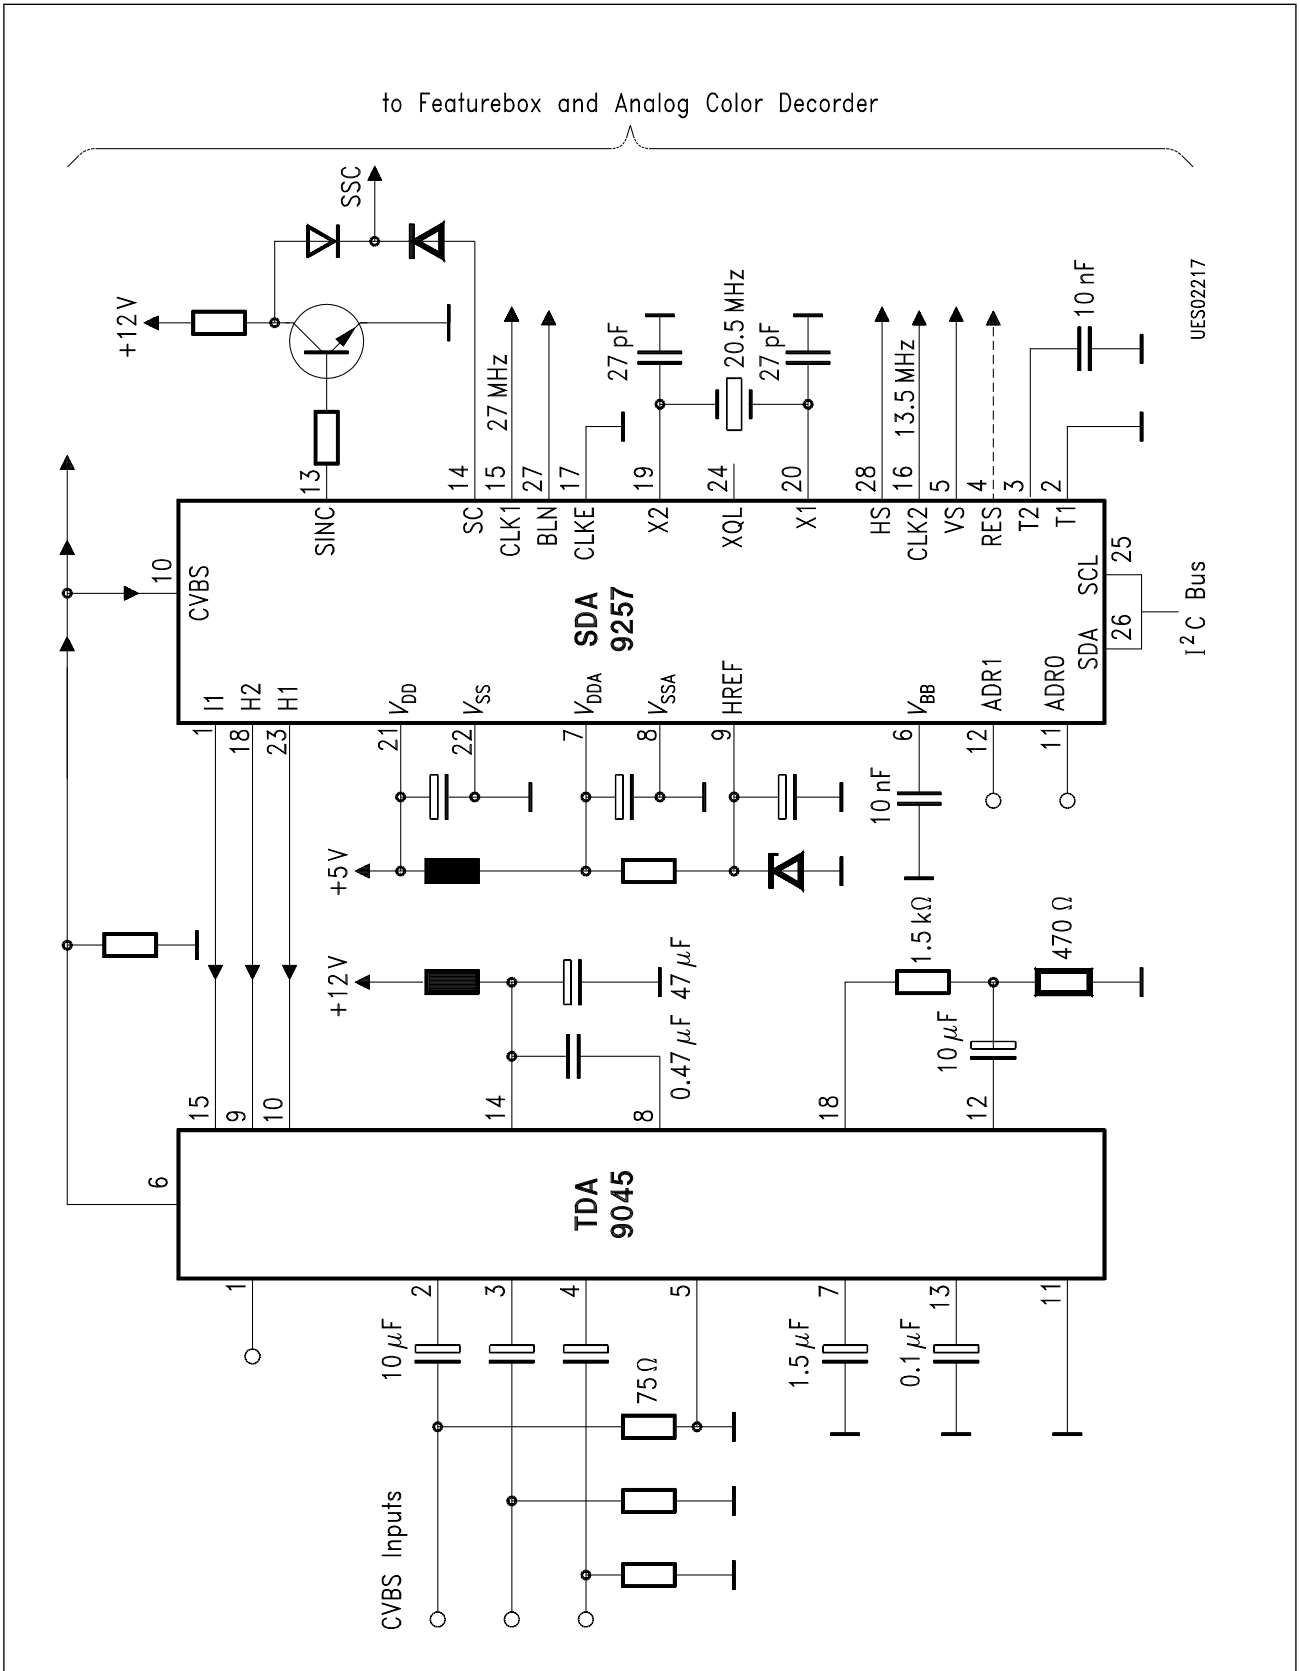 to Featurebox and Analog Color Decorder
SSC
+12 V
27 MHz
27 pF
20.5 MHz
27 pF
13.5 MHz
10 nF
UES02217
13
14
15
27
17
19
24
20
28
16
5
4
3
2
10
CVBS
SINC
SC
CLK1
BLN
CLKE
X2
XQL
X1
HS
CLK2
VS
RES
T2
T1
SDA
9257
SCL
25
SDA
26
I²C Bus
I1
H2
H1
VDD
VSS
VDDA
VSSA
HREF
VBB
ADR1
ADR0
1
18
23
21
22
7
8
9
6
12
11
10 nF
+5 V
+12 V
47 µF
0.47 µF
1.5 kΩ
470 Ω
10 µF
15
9
10
14
8
18
12
6
TDA
9045
1
2
3
4
5
7
13
11
10 µF
75 Ω
1.5 µF
0.1 µF
CVBS Inputs